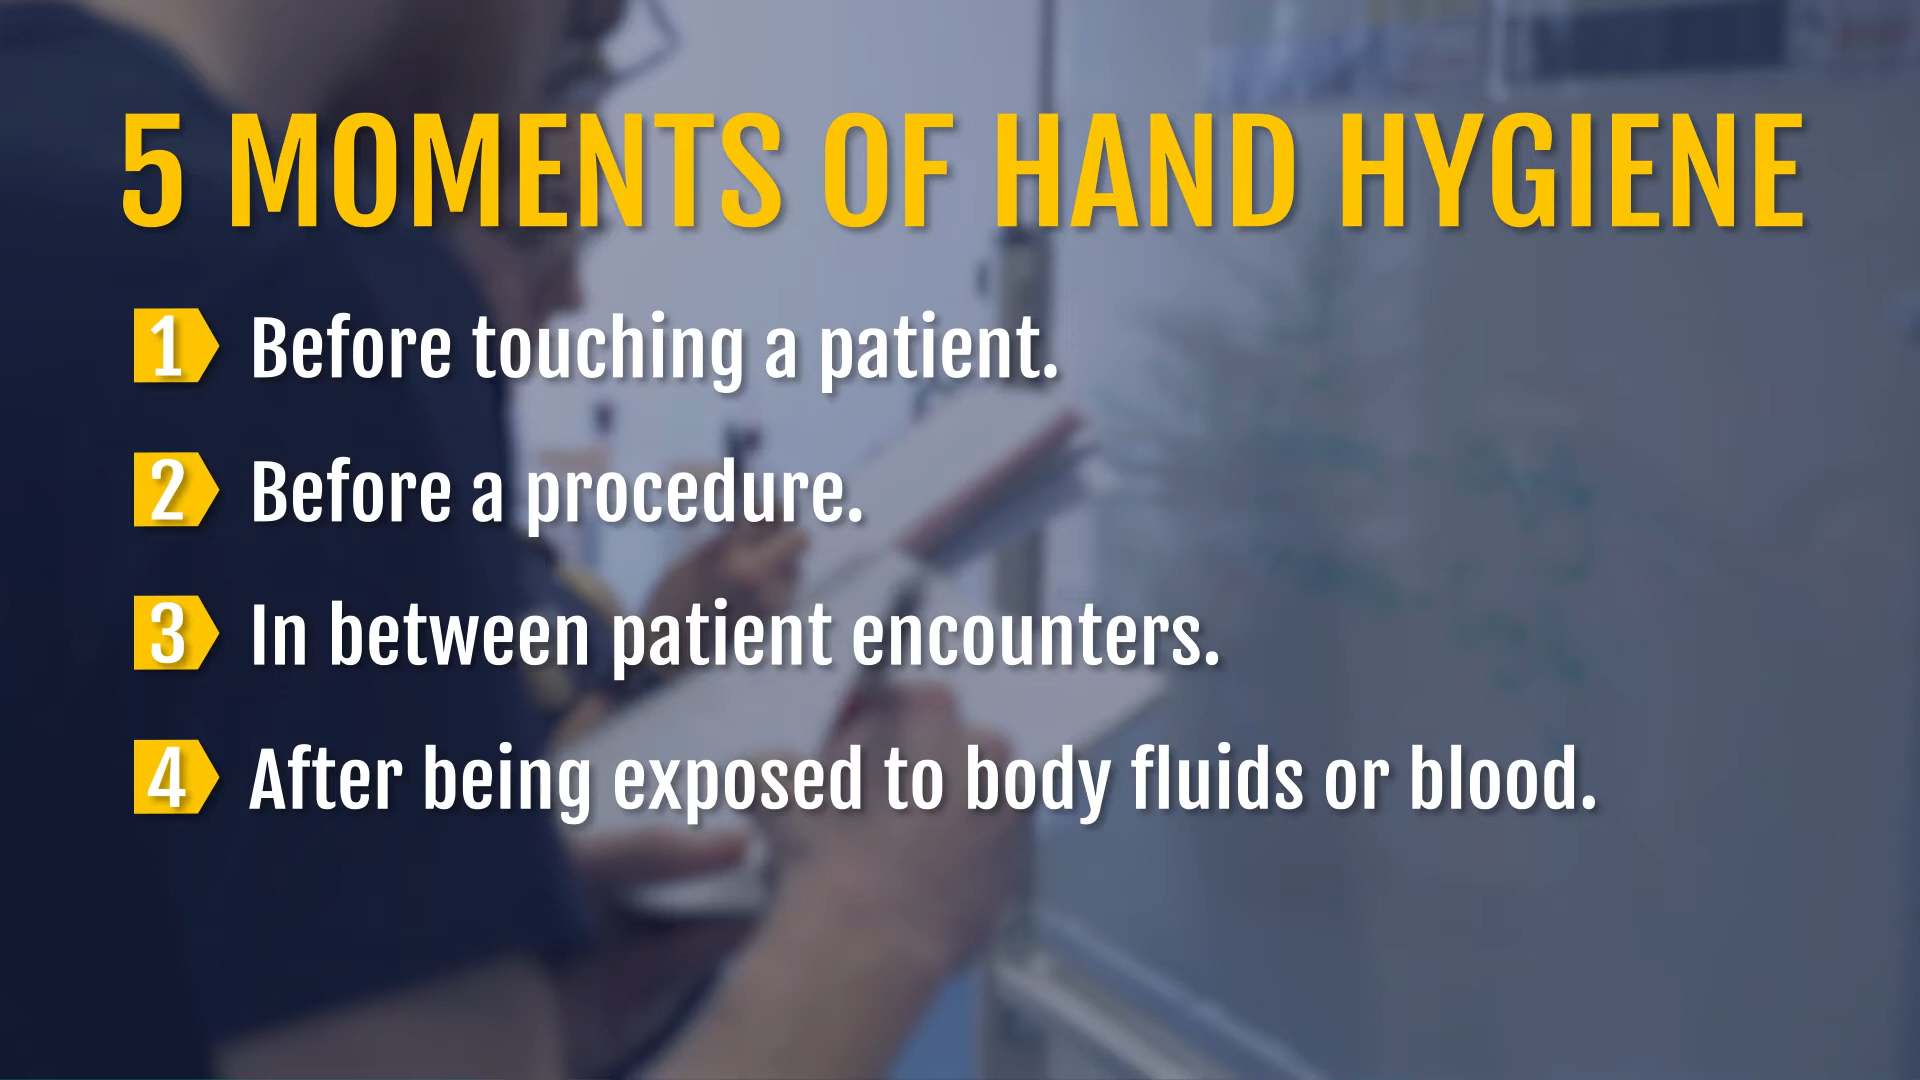 5 MOMENTS OF HAND HYGIENE
1 Before touching a patient.
2 Before a procedure.
3 In between patient encounters.
4 After being exposed to body fluids or blood.